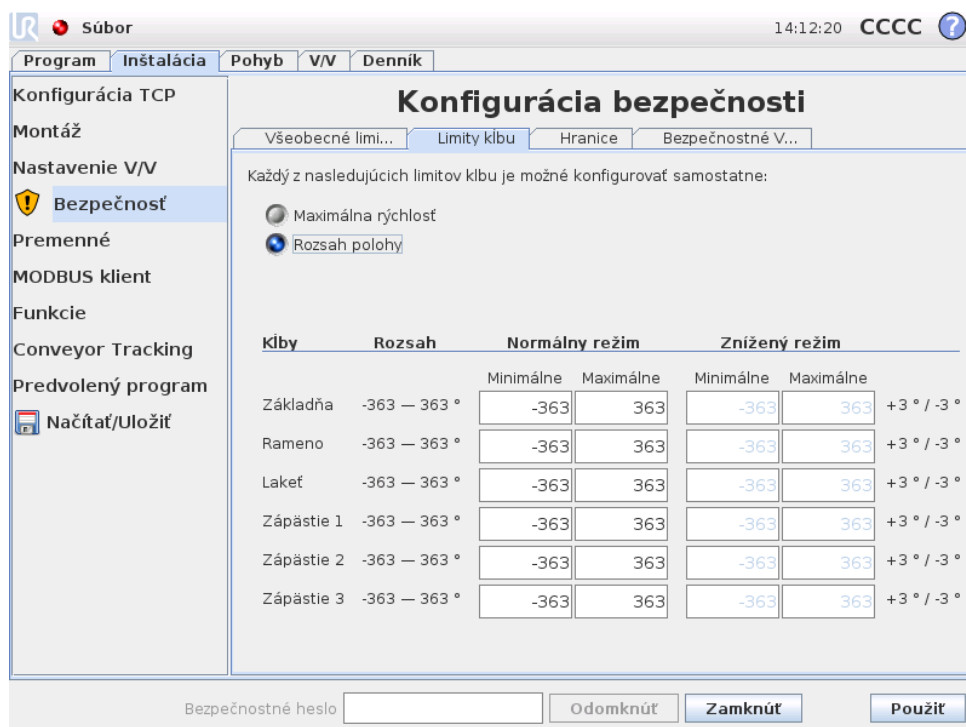 UR Súbor 14:12:20 CCCC ?
Program Inštalácia Pohyb V/V Denník
Konfigurácia TCP
Montáž
Nastavenie V/V
Bezpečnosť
Premenné
MODBUS klient
Funkcie
Conveyor Tracking
Predvolený program
Načítať/Uložiť
Konfigurácia bezpečnosti
Všeobecné limi... Limity kĺbu Hranice Bezpečnostné V...
Každý z nasledujúcich limitov klbu je možné konfigurovať samostatne:
Maximálna rýchlosť
Rozsah polohy
Kĺby Rozsah Normálny režim Znížený režim
Minimálne Maximálne Minimálne Maximálne
Základňa -363 — 363 ° -363 363 -363 363 +3 ° / -3 °
Rameno -363 — 363 ° -363 363 -363 363 +3 ° / -3 °
Lakeť -363 — 363 ° -363 363 -363 363 +3 ° / -3 °
Zápästie 1 -363 — 363 ° -363 363 -363 363 +3 ° / -3 °
Zápästie 2 -363 — 363 ° -363 363 -363 363 +3 ° / -3 °
Zápästie 3 -363 — 363 ° -363 363 -363 363 +3 ° / -3 °
Bezpečnostné heslo Odomknúť Zamknúť Použiť